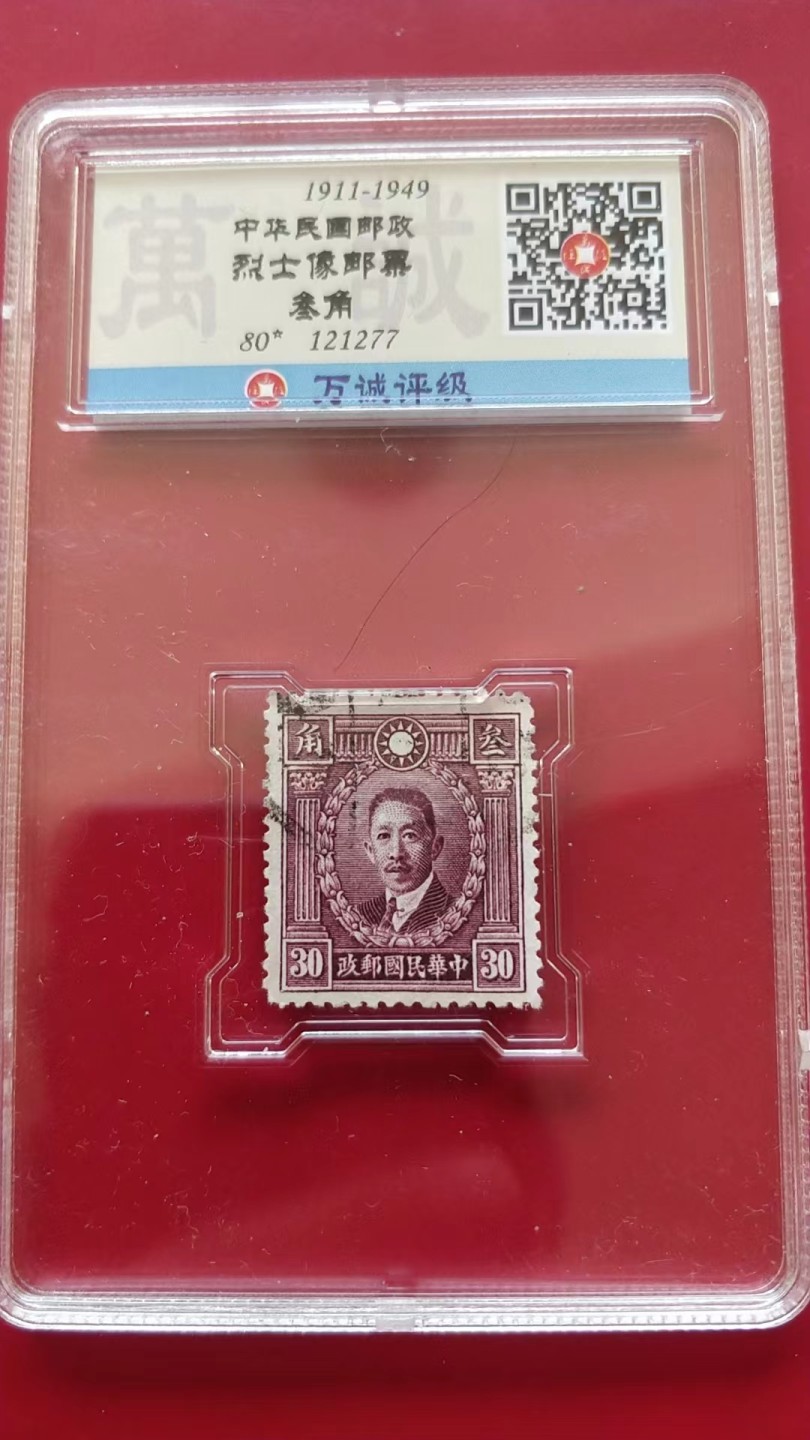 1911-1949
中华民国邮政
烈士像邮票
叁角
80* 121277
万诚评级
萬 誠
角 叁
30 政郵國民華中 30